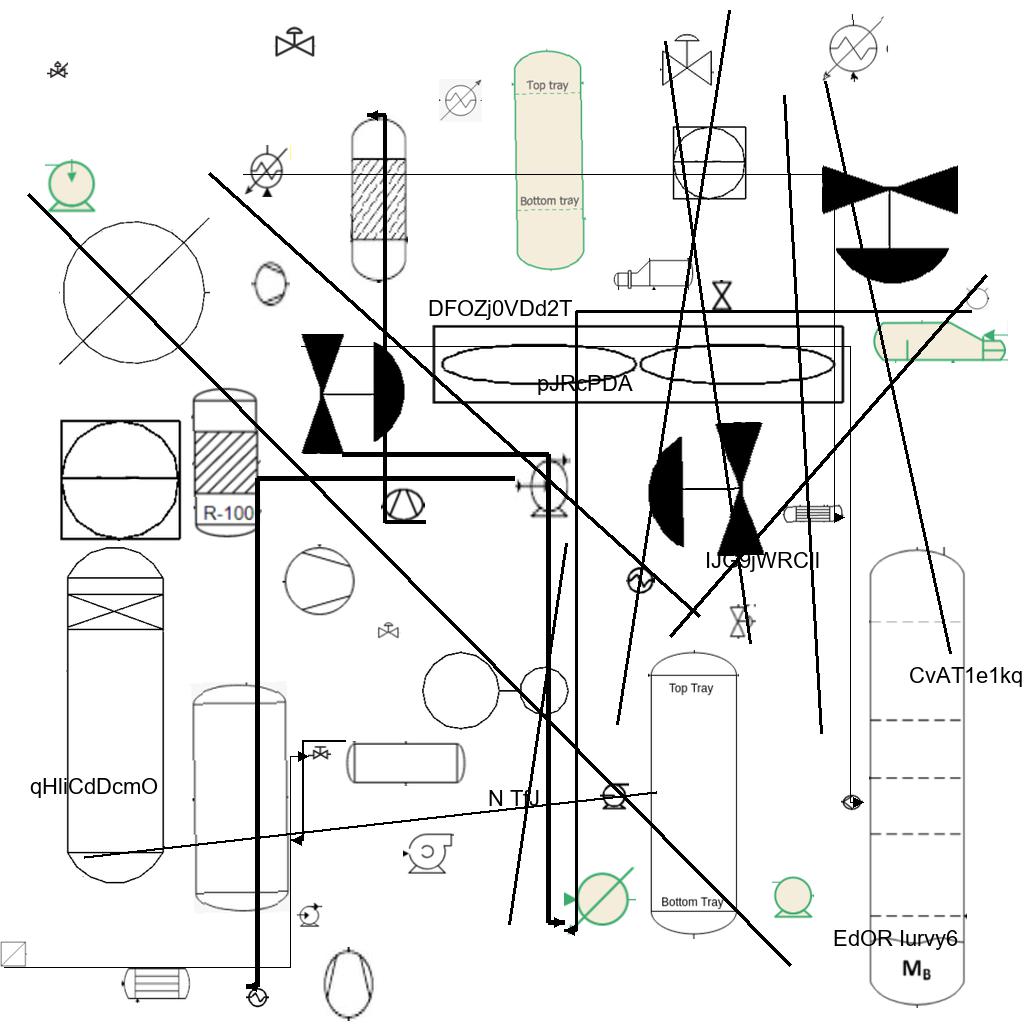 Top tray
Bottom tray
DFOZj0VDd2T
pJRcPDA
R-100
IJG9jWRCII
Top Tray
CvAT1e1kq
qHIiCdDcmO
N TfJ
Bottom Tray
EdOR Iurvy6
M_B